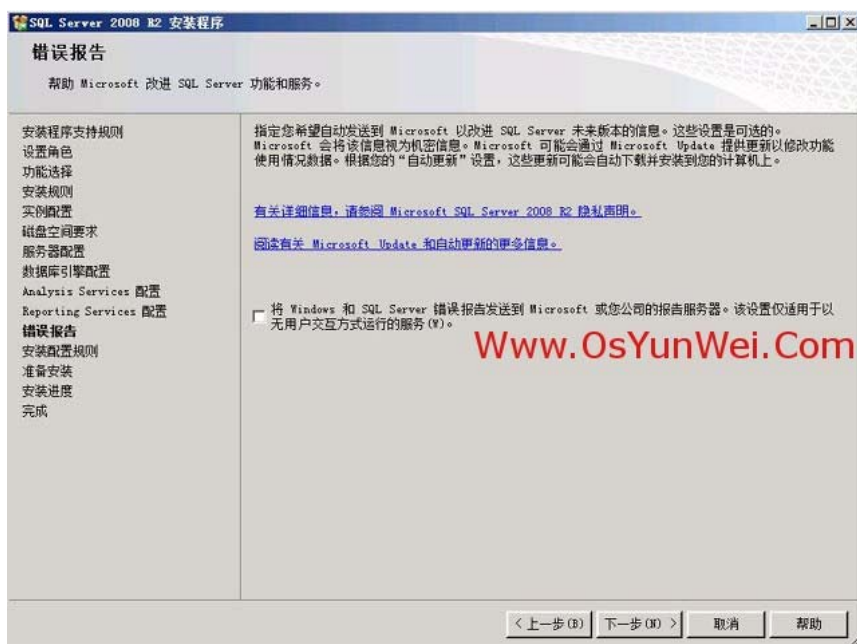 SQL Server 2008 R2 安装程序
错误报告
帮助 Microsoft 改进 SQL Server 功能和服务。
安装程序支持规则
设置角色
功能选择
安装规则
实例配置
磁盘空间要求
服务器配置
数据库引擎配置
Analysis Services 配置
Reporting Services 配置
错误报告
安装配置规则
准备安装
安装进度
完成
指定您希望自动发送到 Microsoft 以改进 SQL Server 未来版本的信息。这些设置是可选的。
Microsoft 会将该信息视为机密信息。Microsoft 可能会通过 Microsoft Update 提供更新以修改功能
使用情况数据。根据您的“自动更新”设置，这些更新可能会自动下载并安装到您的计算机上。
有关详细信息，请参阅 Microsoft SQL Server 2008 R2 隐私声明。
阅读有关 Microsoft Update 和自动更新的更多信息。
将 Windows 和 SQL Server 错误报告发送到 Microsoft 或您公司的报告服务器。该设置仅适用于以
无用户交互方式运行的服务(W)。
Www.OsYunWei.Com
< 上一步(B)
下一步(N) >
取消
帮助